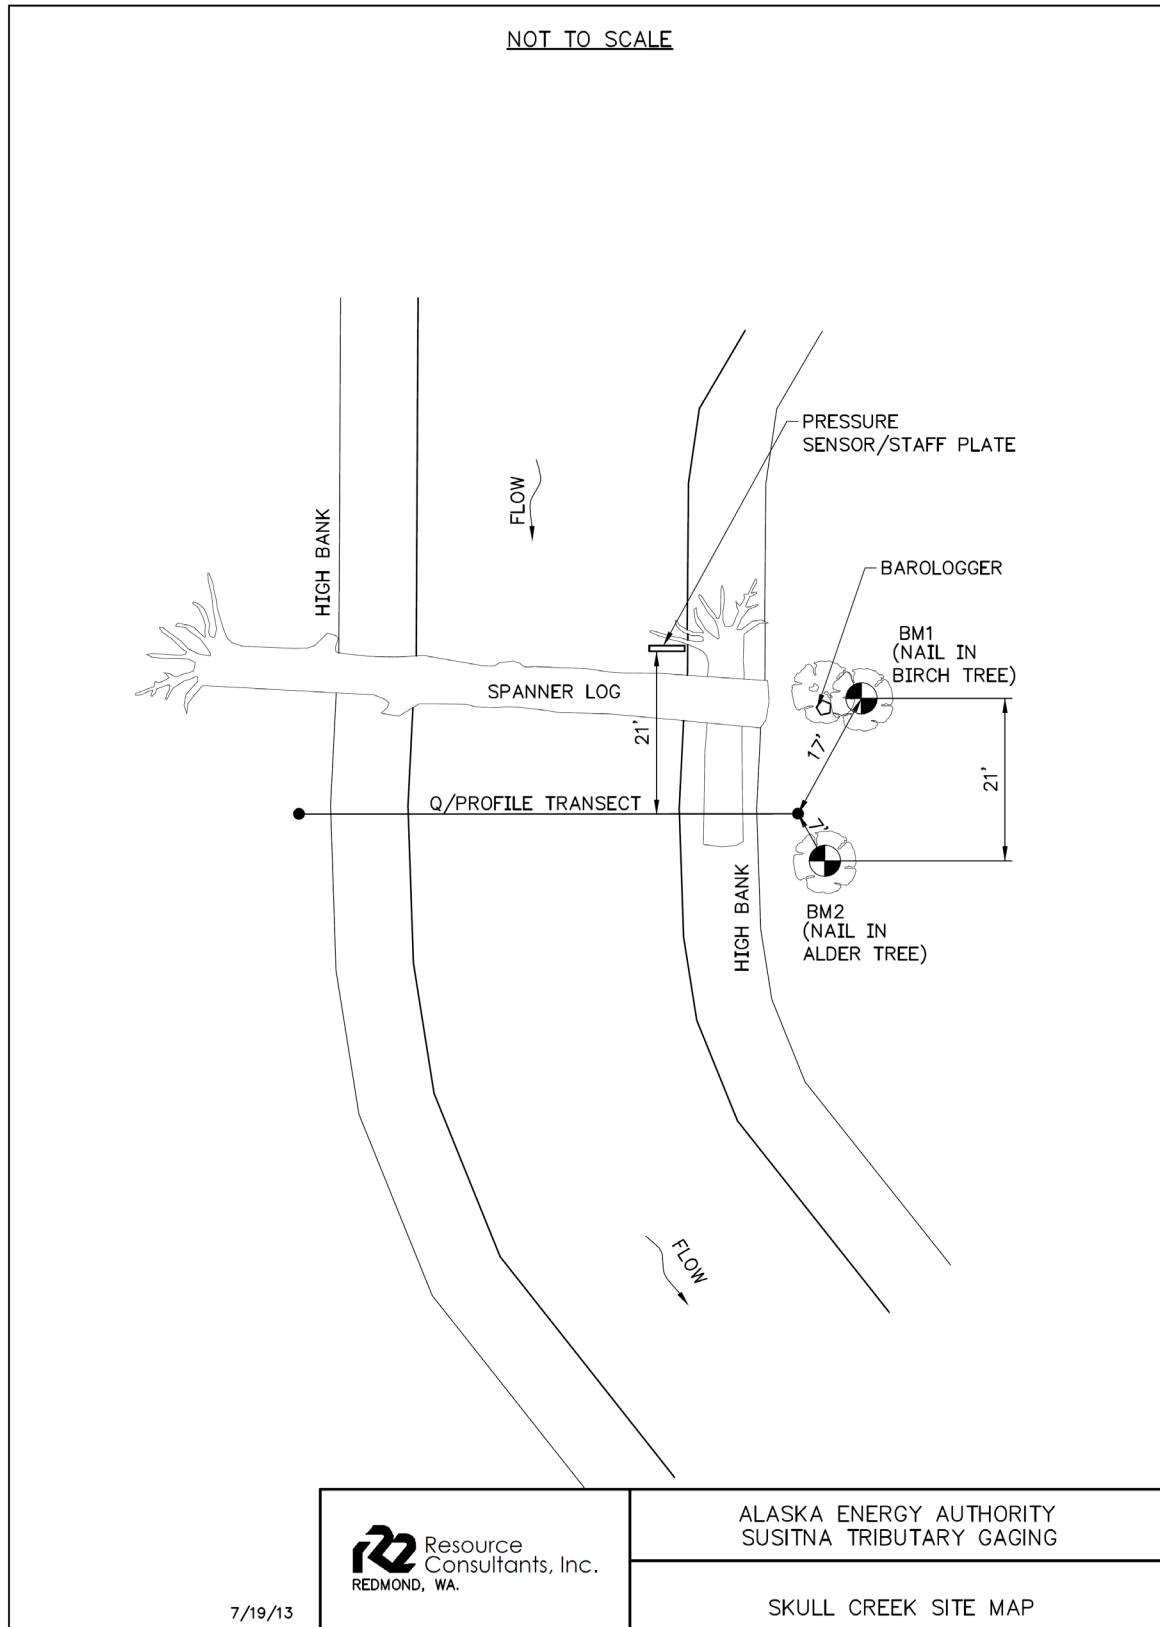 NOT TO SCALE
PRESSURE
SENSOR/STAFF PLATE
FLOW
HIGH BANK
BAROLOGGER
BM1
(NAIL IN
BIRCH TREE)
SPANNER LOG
21'
17'
21'
Q/PROFILE TRANSECT
7'
HIGH BANK
BM2
(NAIL IN
ALDER TREE)
FLOW
R2 Resource
Consultants, Inc.
REDMOND, WA.
ALASKA ENERGY AUTHORITY
SUSITNA TRIBUTARY GAGING
7/19/13
SKULL CREEK SITE MAP